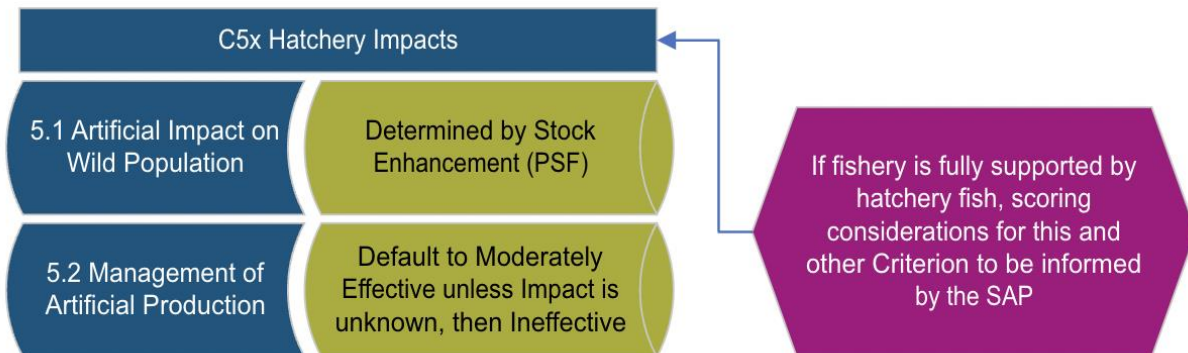 C5x Hatchery Impacts
5.1 Artificial Impact on
Wild Population
Determined by Stock
Enhancement (PSF)
5.2 Management of
Artificial Production
Default to Moderately
Effective unless Impact is
unknown, then Ineffective
If fishery is fully supported by
hatchery fish, scoring
considerations for this and
other Criterion to be informed
by the SAP